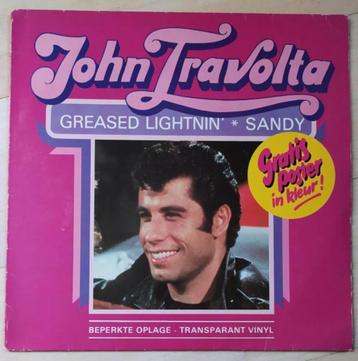 John Travolta
GREASED LIGHTNIN' * SANDY
Gratis
poster
in kleur!
BEPERKTE OPLAGE - TRANSPARANT VINYL